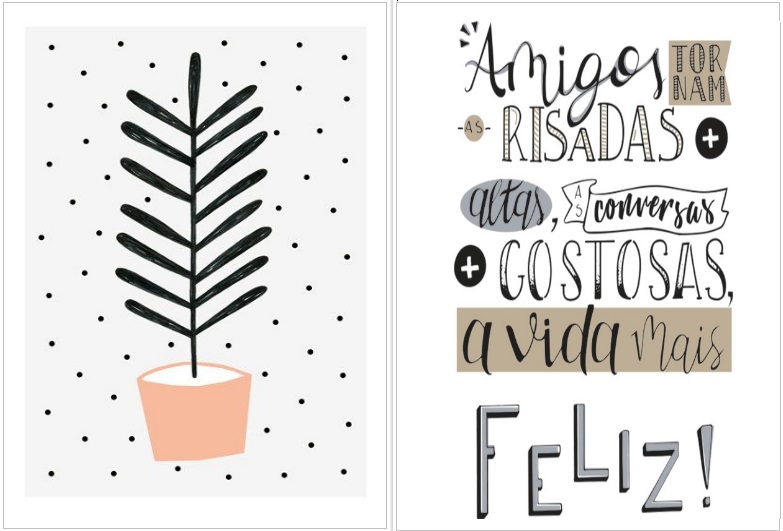 Amigos TOR
NAM
-AS- RISADAS +
altas, AS conversas
+ GOSTOSAS,
a vida mais
FELIZ!